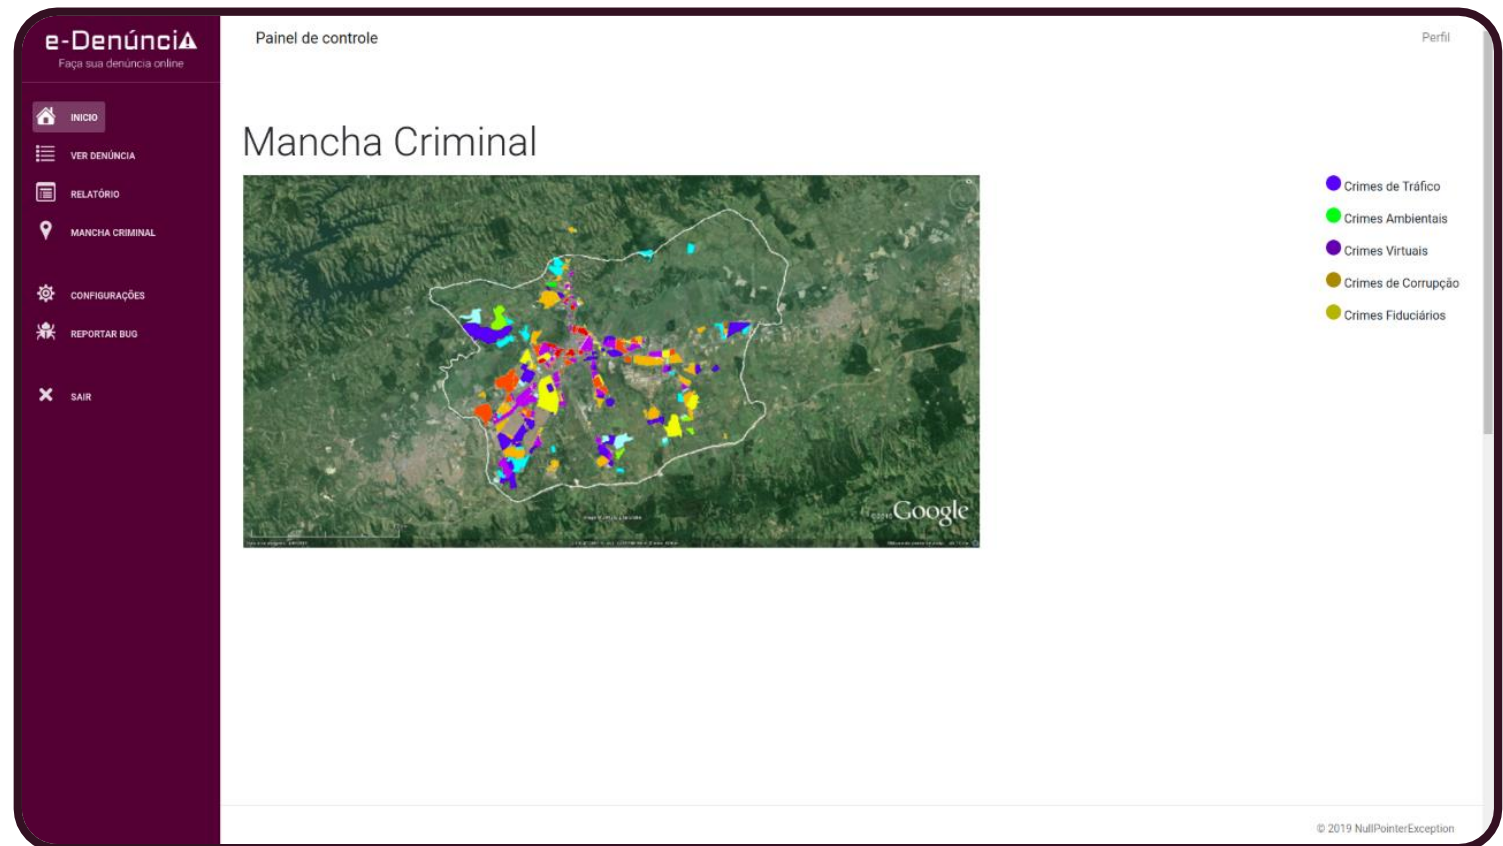 e-Denúncia
Faça sua denúncia online
INICIO
VER DENÚNCIA
RELATÓRIO
MANCHA CRIMINAL
CONFIGURAÇÕES
REPORTAR BUG
SAIR
Painel de controle
Perfil
Mancha Criminal
Google
Crimes de Tráfico
Crimes Ambientais
Crimes Virtuais
Crimes de Corrupção
Crimes Fiduciários
© 2019 NullPointerException